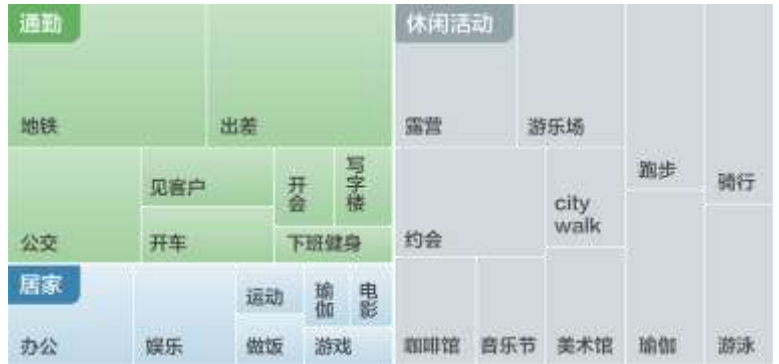 通勤
地铁
出差
公交
见客户
开车
开会
写字楼
下班健身
居家
办公
娱乐
运动
做饭
瑜伽
电影
游戏
休闲活动
露营
游乐场
跑步
骑行
约会
city
walk
咖啡馆
音乐节
美术馆
瑜伽
游泳